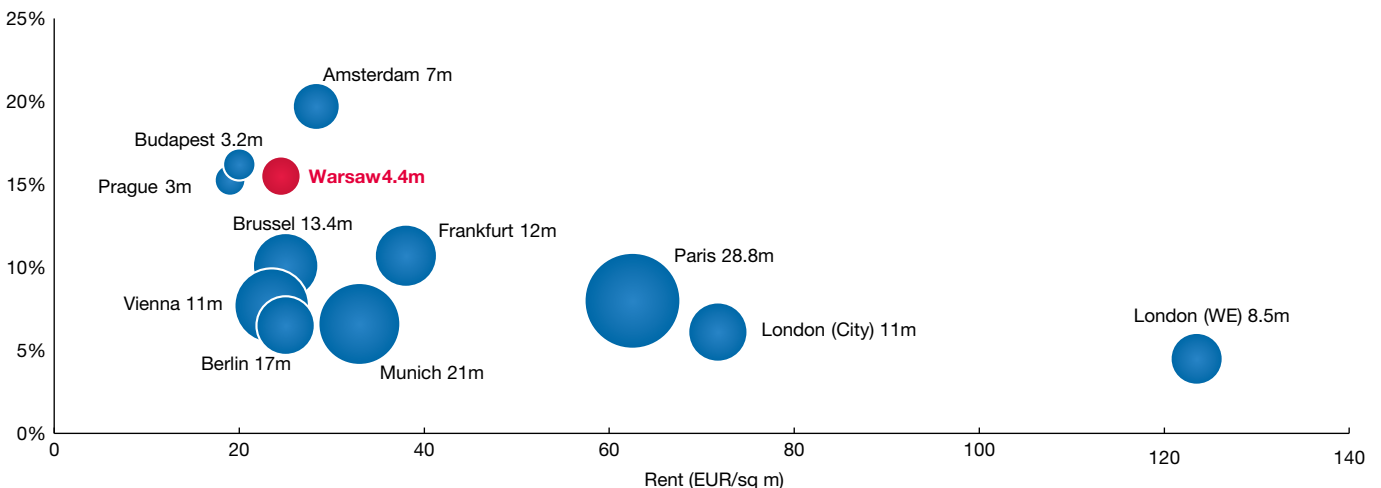 25%
Amsterdam 7m
20%
Budapest 3.2m
Warsaw4.4m
15%
Prague 3m
Brussel 13.4m
Frankfurt 12m
Paris 28.8m
10%
Vienna 11m
London (WE) 8.5m
London (City) 11m
5%
Berlin 17m
Munich 21m
0%
0 20 40 60 80 100 120 140
Rent (EUR/sq m)